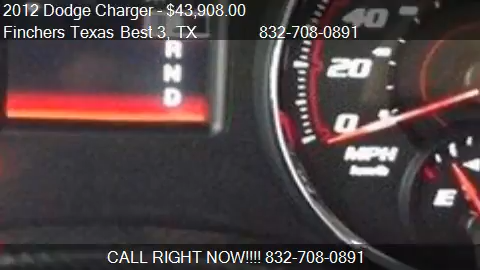 2012 Dodge Charger - $43,908.00
Finchers Texas Best 3, TX 832-708-0891
R
N
D
40
20
0
MPH
km/h
E
CALL RIGHT NOW!!!! 832-708-0891